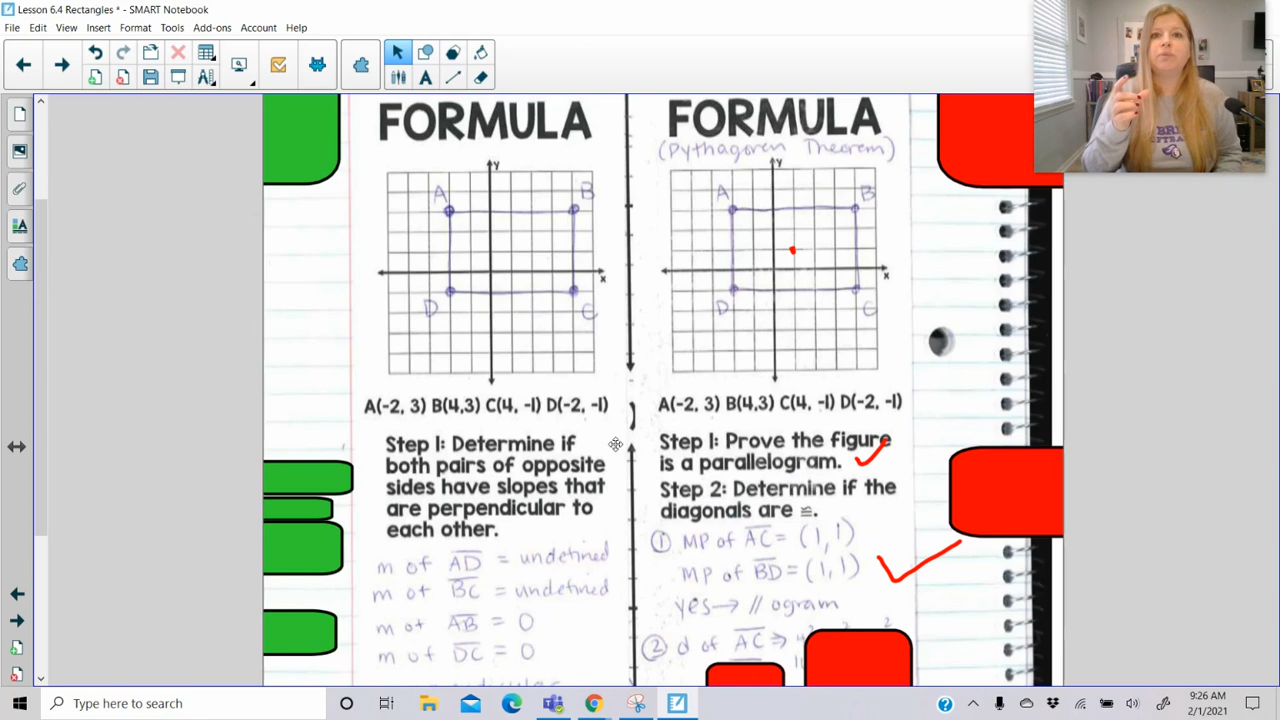 Lesson 6.4 Rectangles * - SMART Notebook
File Edit View Insert Format Tools Add-ons Account Help
FORMULA
y
A B
x
D C
A(-2, 3) B(4,3) C(4, -1) D(-2, -1)
Step 1: Determine if
both pairs of opposite
sides have slopes that
are perpendicular to
each other.
m of AD = undefined
m of BC = undefined
m of AB = 0
m of DC = 0
FORMULA
(Pythagoren Theorem)
y
A B
x
D C
A(-2, 3) B(4,3) C(4, -1) D(-2, -1)
Step 1: Prove the figure
is a parallelogram.
Step 2: Determine if the
diagonals are ≅.
① MP of AC = (1,1)
MP of BD = (1,1)
yes → // ogram
② d of AC ⇒
Type here to search
9:26 AM
2/1/2021